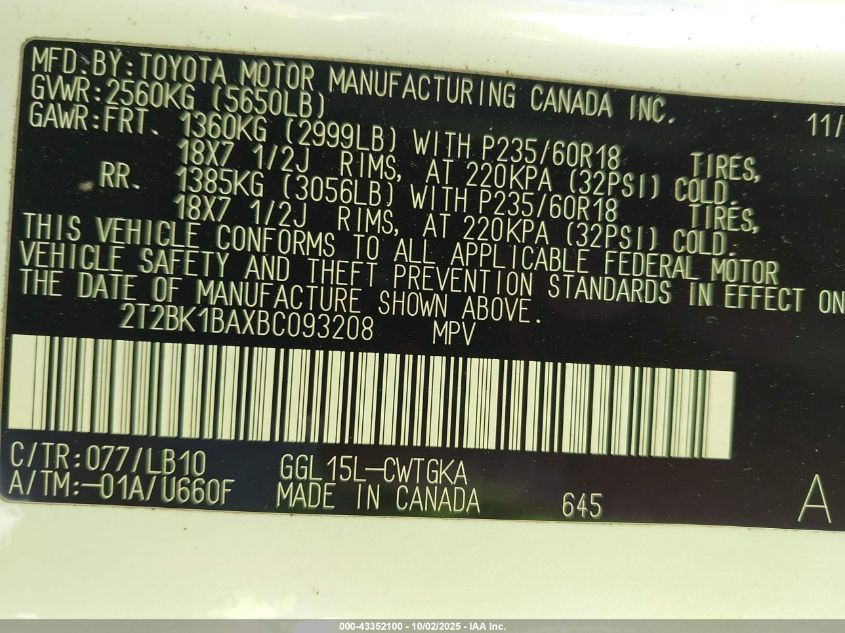 MFD BY: TOYOTA MOTOR MANUFACTURING CANADA INC. 11/
GVWR: 2560KG (5650LB)
GAWR: FRT. 1360KG (2999LB) WITH P235/60R18 TIRES,
18X7 1/2J RIMS, AT 220KPA (32PSI) COLD.
RR. 1385KG (3056LB) WITH P235/60R18 TIRES,
18X7 1/2J RIMS, AT 220KPA (32PSI) COLD.
THIS VEHICLE CONFORMS TO ALL APPLICABLE FEDERAL MOTOR
VEHICLE SAFETY AND THEFT PREVENTION STANDARDS IN EFFECT ON
THE DATE OF MANUFACTURE SHOWN ABOVE.
2T2BK1BAXBC093208 MPV
C/TR: 077/LB10 GGL15L-CWTGKA
A/TM: -01A/U660F MADE IN CANADA 645 A
000-43352100 - 10/02/2025 - IAA Inc.